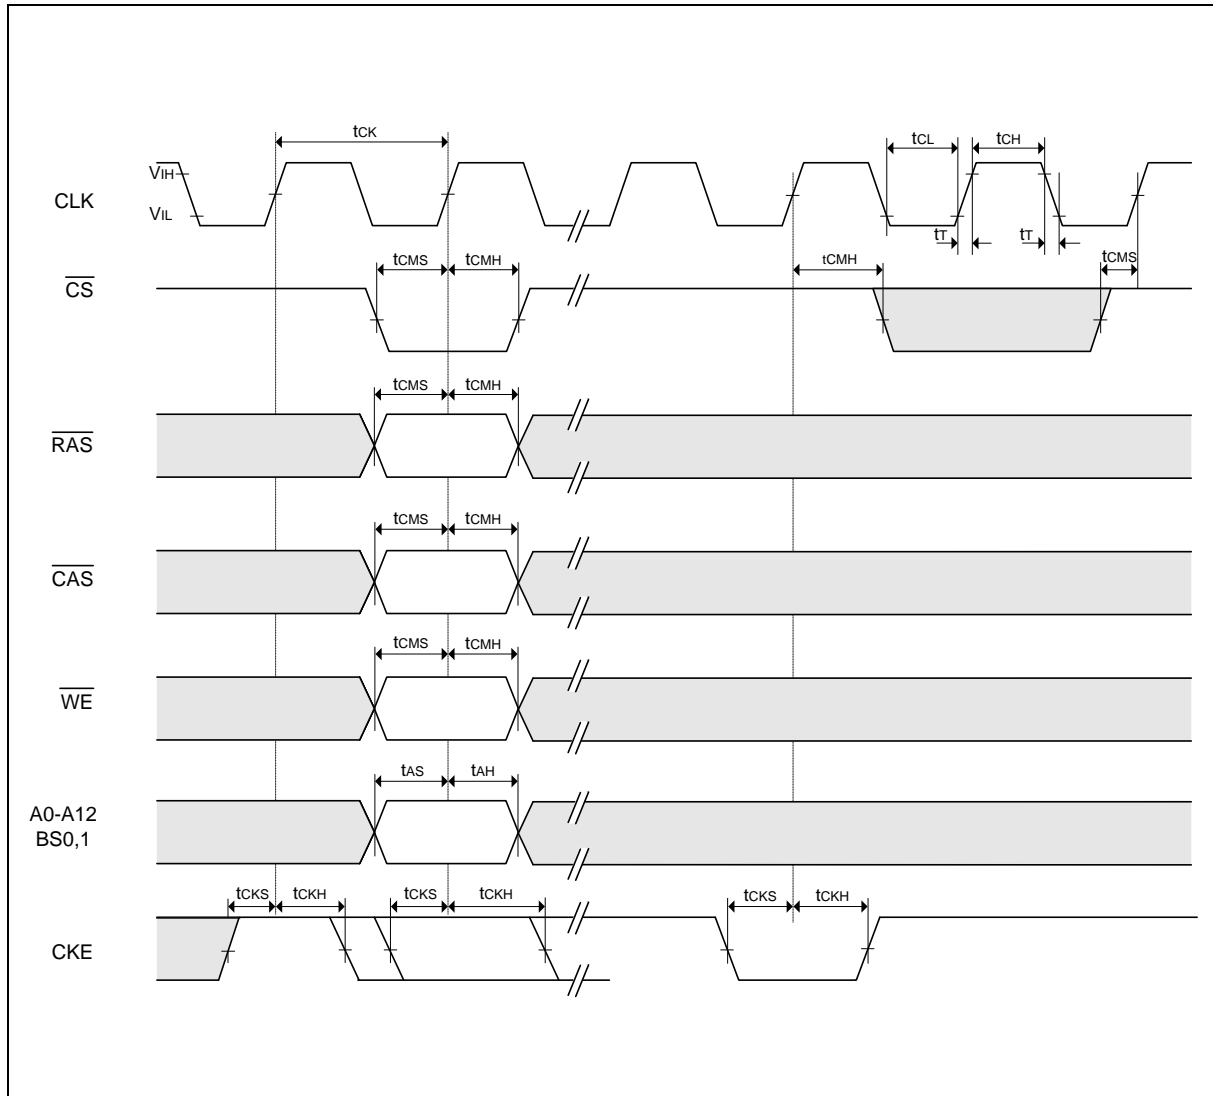 tCK
tCL
tCH
VIH
CLK
VIL
tT
tT
tCMS
tCMH
tCMH
tCMS
CS
tCMS
tCMH
RAS
tCMS
tCMH
CAS
tCMS
tCMH
WE
tAS
tAH
A0-A12
BS0,1
tCKS
tCKH
tCKS
tCKH
tCKS
tCKH
CKE